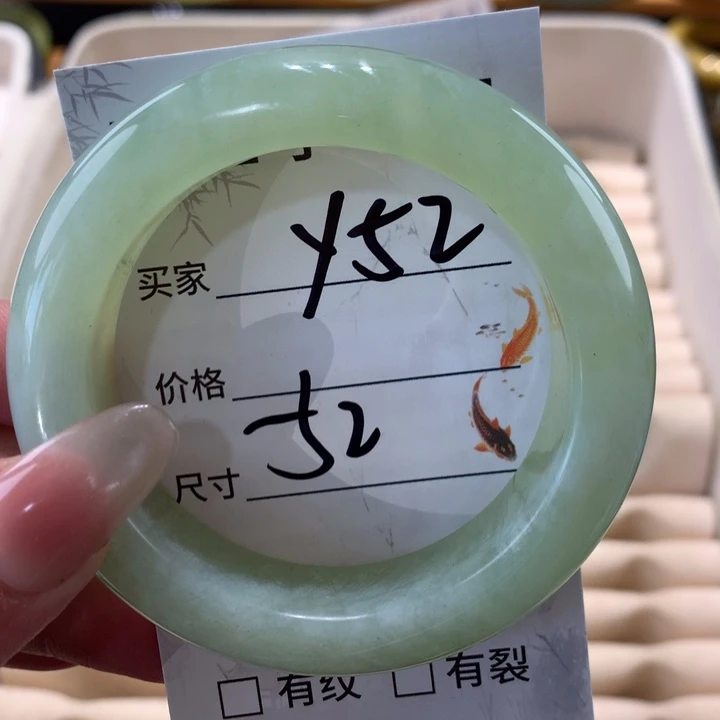 买家 y52
价格
52
尺寸
□ 有纹 □ 有裂